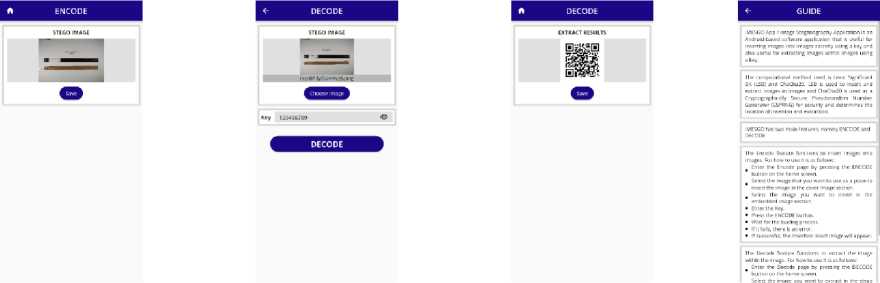 ENCODE
STEGO IMAGE
Save
DECODE
STEGO IMAGE
Choose Image
Key
123456789
DECODE
DECODE
EXTRACT RESULTS
Save
GUIDE
App (Image Steganography Application) is an
Android-based software application that is useful for
inserting images into images secretly using a key and
also useful for extracting images within images using
a key.
The computational method used is Least Significant
Bit (LSB) and ChaCha20. LSB is used to insert and
extract images on images and ChaCha20 is used as a
Cryptographically Secure Pseudorandom Number
Generator (CSPRNG) for security and determines the
location of insertion and extraction.
has two main features, namely ENCODE and
DECODE.
The Encode feature functions to insert images into
images. For how to use it is as follows:
Enter the Encode page by pressing the ENCODE
button on the home screen.
Select the image that you want to use as a place to
insert the image in the cover image section.
Select the image you want to insert in the
embedded image section.
Enter the Key.
Press the ENCODE button.
Wait for the loading process.
If it fails, there is an error.
If successful, the insertion result image will appear.
The Decode feature functions to extract the image
within the image. For how to use it is as follows:
Enter the Decode page by pressing the DECODE
button on the home screen.
Select the image you want to extract in the stego